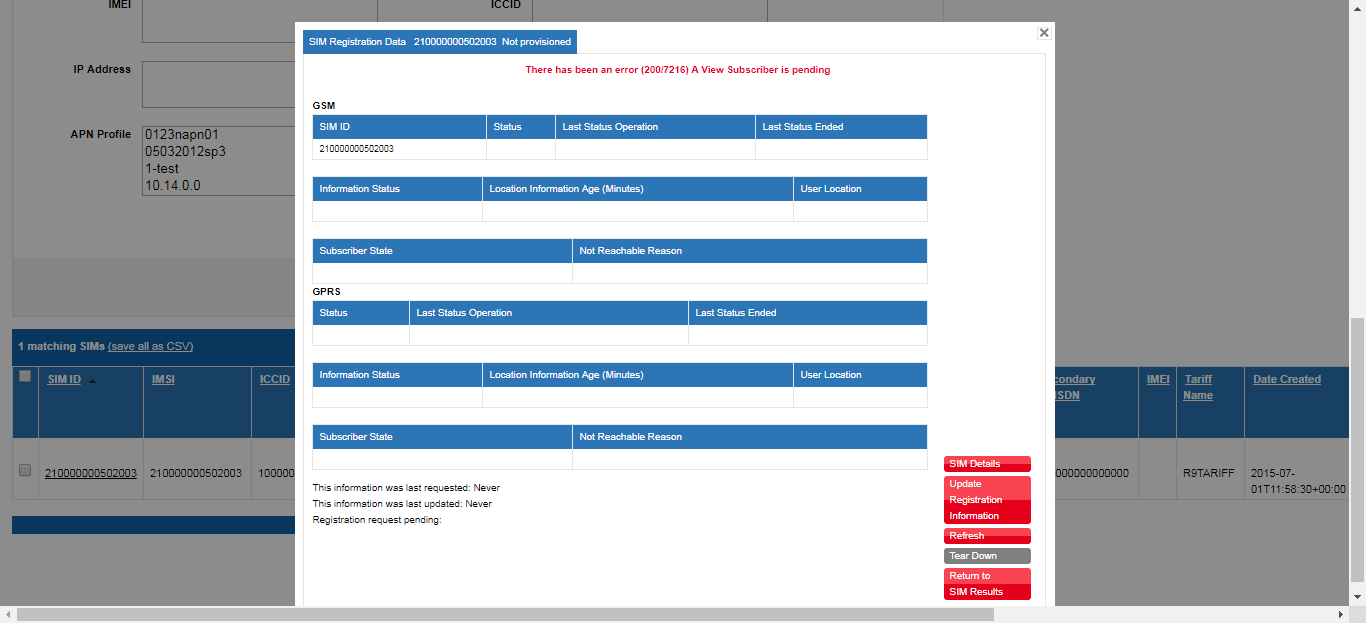 IMEI
ICCID
IP Address
APN Profile
0123napn01
05032012sp3
1-test
10.14.0.0
1 matching SIMs (save all as CSV)
SIM ID IMSI ICCID
210000000502003 210000000502003 100000
SIM Registration Data 210000000502003 Not provisioned
There has been an error (200/7216) A View Subscriber is pending
GSM
SIM ID Status Last Status Operation Last Status Ended
210000000502003
Information Status Location Information Age (Minutes) User Location
Subscriber State Not Reachable Reason
GPRS
Status Last Status Operation Last Status Ended
Information Status Location Information Age (Minutes) User Location
Subscriber State Not Reachable Reason
This information was last requested: Never
This information was last updated: Never
Registration request pending:
SIM Details
Update
Registration
Information
Refresh
Tear Down
Return to
SIM Results
condary IMEI Tariff Date Created
ISDN Name
000000000000 R9TARIFF 2015-07-
01T11:56:30+00:00